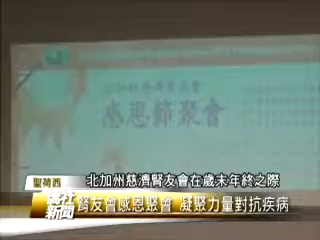 感恩節聚會
聖荷西
北加州慈濟腎友會在歲末年終之際
社新聞
腎友會感恩聚會 凝聚力量對抗疾病